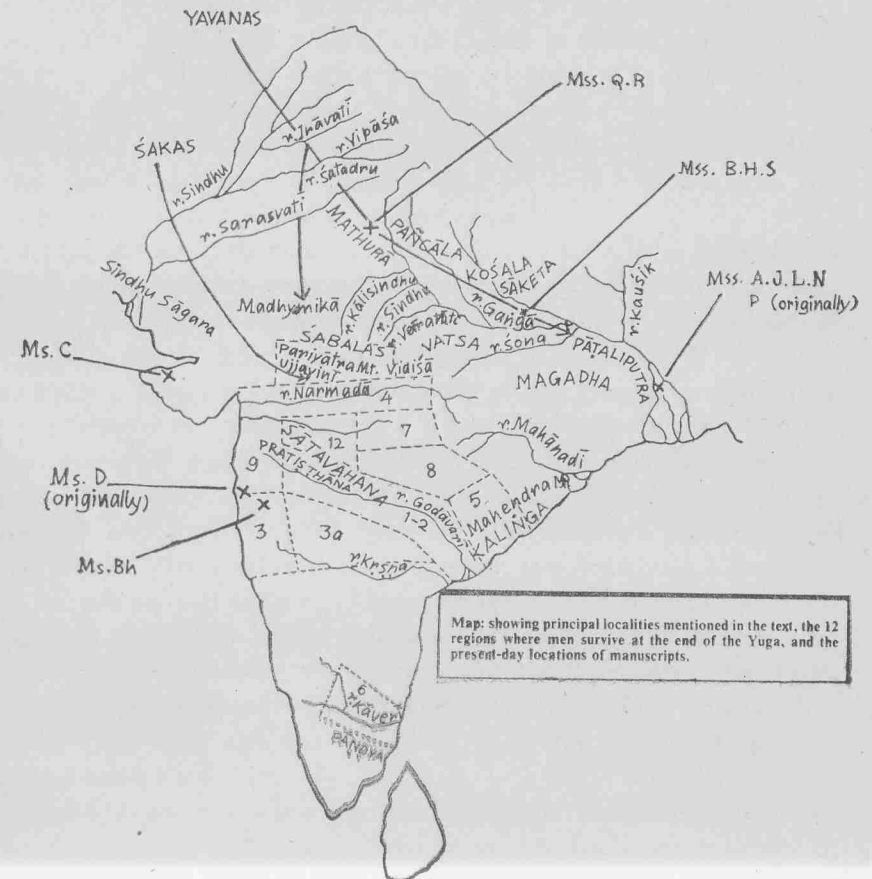 YAVANAS
Mss. Q.R
ŚAKAS
r. Irāvatī
r. Vipāśa
r. Sindhu
r. Śatadru
Mss. B.H.S
r. Sarasvatī
MATHURĀ
PAÑCĀLA
KOŚALA
SĀKETA
Mss. A.J.L.N
P (originally)
r. Kausik
Sindhu Sāgara
Madhyamikā
r. Kālisindhu
r. Sindhu
r. Gaṅgā
ŚABALAS
VATSA
r. Śona
PĀṬALIPUTRA
Ms. C
Pariyātra Mt.
Vidiśā
Ujjayinī
MAGADHA
r. Narmadā
4
r. Mahānadī
12
7
SĀTAVĀHANA
PRATIṢṬHĀNA
9
8
Ms. D
(originally)
r. Godāvarī
5
Mahendra Mt
1-2
KALIṄGA
3
3a
Ms. Bh
r. Kṛṣṇā
Map: showing principal localities mentioned in the text, the 12
regions where men survive at the end of the Yuga, and the
present-day locations of manuscripts.
6
r. Kāverī
PĀṆḌYA